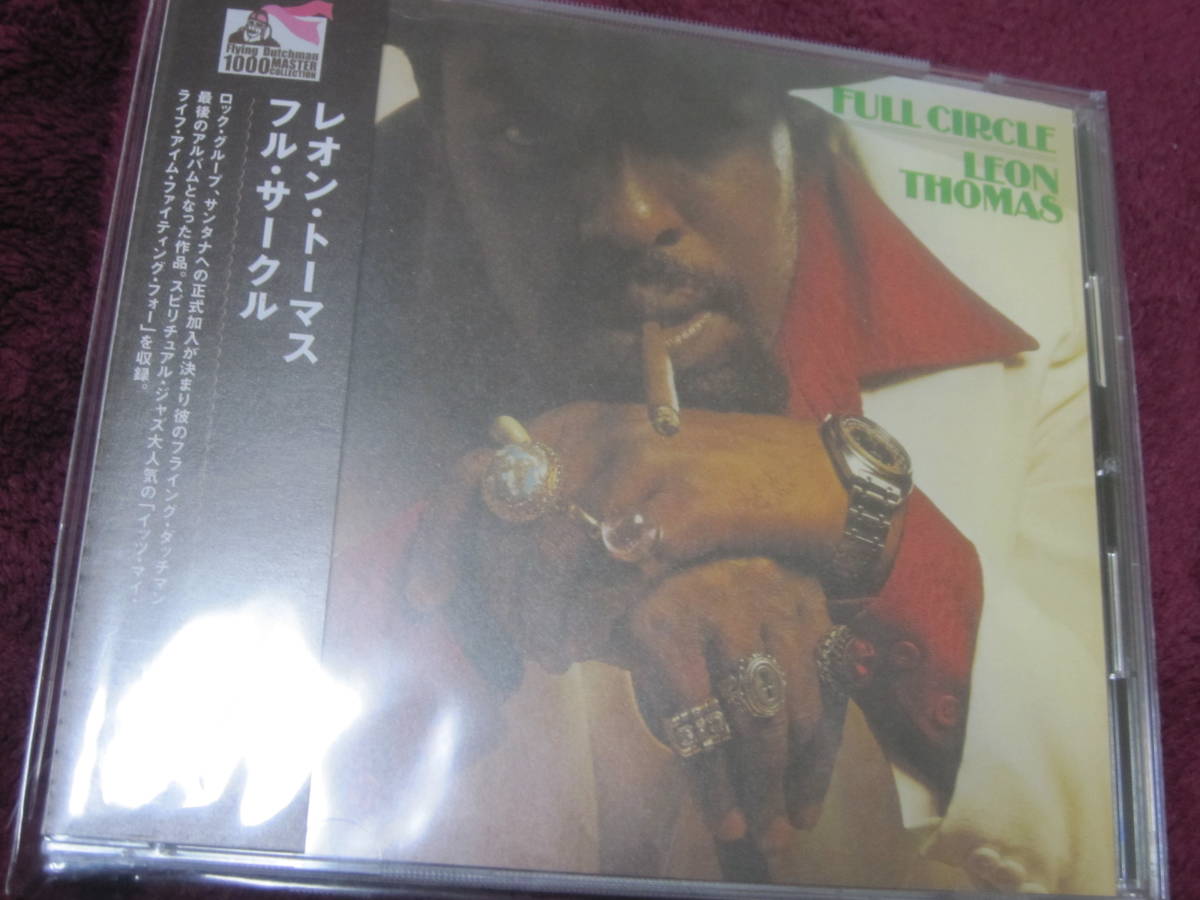 Flying Dutchman
1000 MASTER
COLLECTION
レオン・トーマス
フル・サークル
ロック・グループ、サンタナへの正式加入が決まり彼のフライング・ダッチマン
最後のアルバムとなった作品。スピリチュアル・ジャズ大人気の「イッツ・マイ・
ライフ・アイム・ファイティング・フォー」を収録。
FULL CIRCLE
LEON
THOMAS